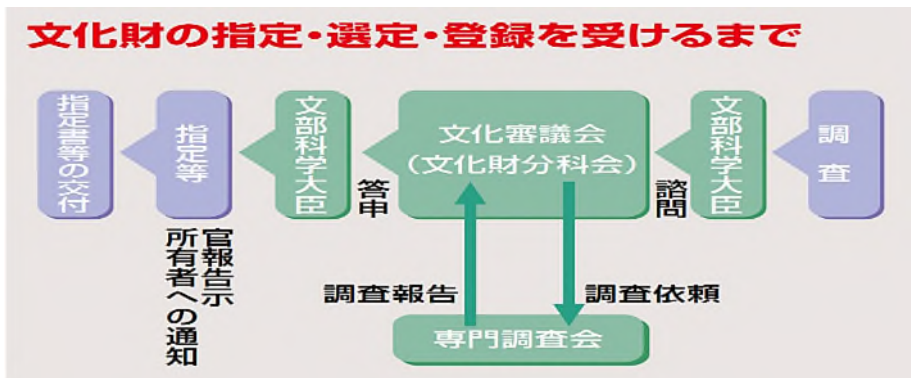 文化財の指定・選定・登録を受けるまで
調査
文部科学大臣
諮問
文化審議会
(文化財分科会)
調査依頼
専門調査会
調査報告
答申
文部科学大臣
指定等
官報告示
所有者への通知
指定書等の交付